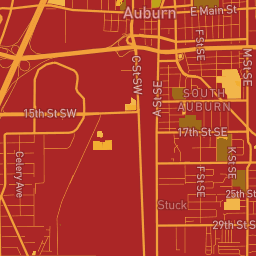 Auburn
E Main St
F St SE
M St SE
C St SW
A St SE
SOUTH
AUBURN
15th St SW
17th St SE
K St SE
Celery Ave
F St SE
25th St
Stuck
29th St S